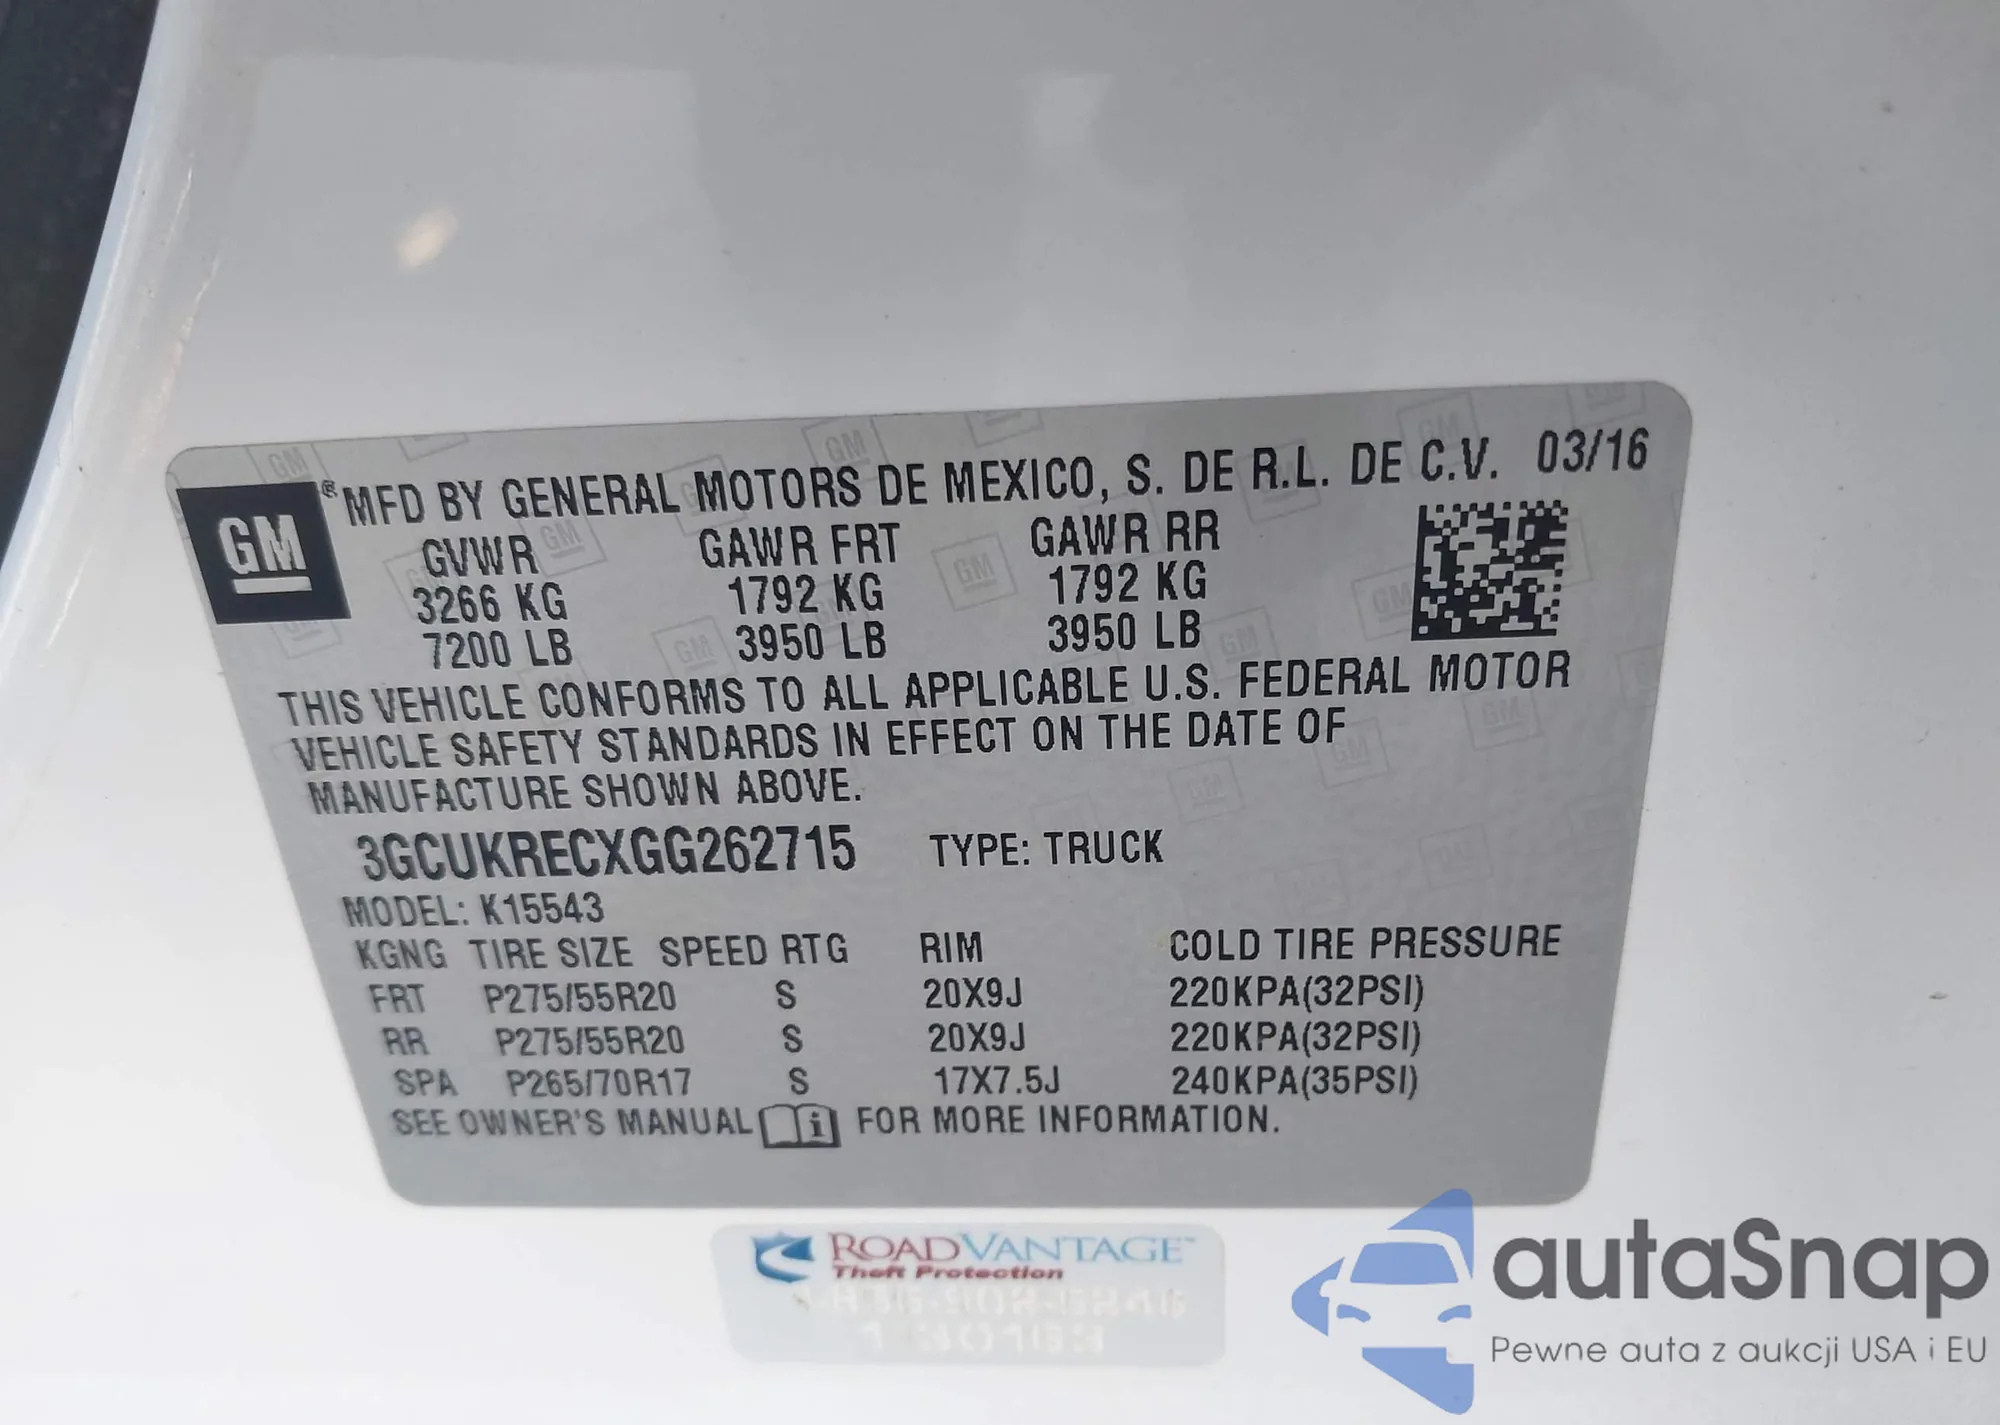 GM ® MFD BY GENERAL MOTORS DE MEXICO, S. DE R.L. DE C.V. 03/16
GVWR GAWR FRT GAWR RR
3266 KG 1792 KG 1792 KG
7200 LB 3950 LB 3950 LB
THIS VEHICLE CONFORMS TO ALL APPLICABLE U.S. FEDERAL MOTOR
VEHICLE SAFETY STANDARDS IN EFFECT ON THE DATE OF
MANUFACTURE SHOWN ABOVE.
3GCUKRECXGG262715 TYPE: TRUCK
MODEL: K15543
KGNG TIRE SIZE SPEED RTG RIM COLD TIRE PRESSURE
FRT P275/55R20 S 20X9J 220KPA(32PSI)
RR P275/55R20 S 20X9J 220KPA(32PSI)
SPA P265/70R17 S 17X7.5J 240KPA(35PSI)
SEE OWNER'S MANUAL i FOR MORE INFORMATION.
ROADVANTAGE™
Theft Protection
autaSnap
Pewne auta z aukcji USA i EU